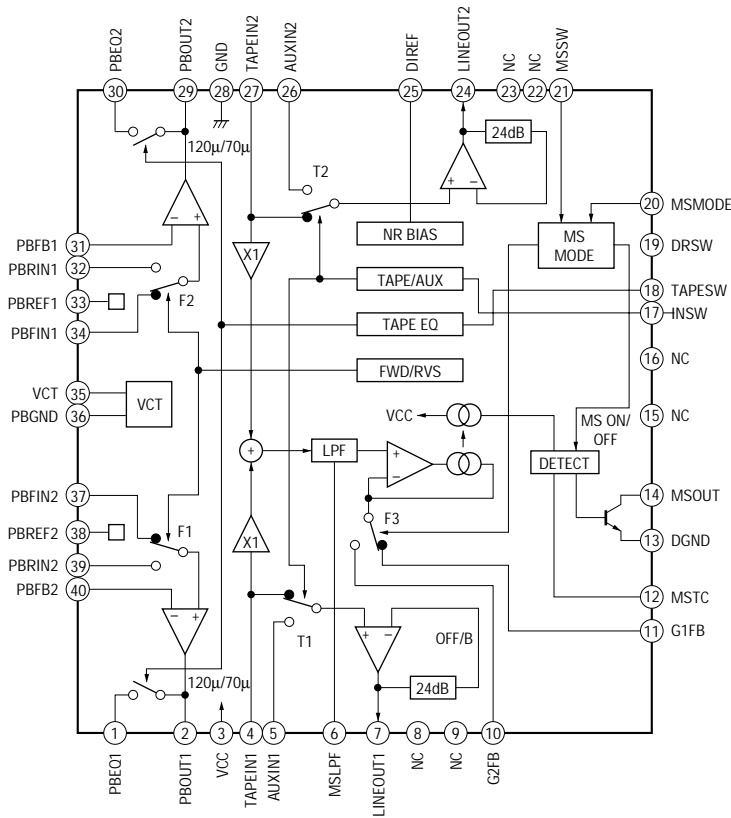 PBEQ2
PBOUT2
GND
TAPEIN2
AUXIN2
DIREF
LINEOUT2
NC
NC
MSSW
30
29
28
27
26
25
24
23
22
21
120μ/70μ
24dB
T2
+ −
− +
20 MSMODE
NR BIAS
MS MODE
19 DRSW
PBFB1 31
X1
PBRIN1 32
TAPE/AUX
18 TAPESW
PBREF1 33
F2
17 INSW
PBFIN1 34
TAPE EQ
16 NC
FWD/RVS
VCT 35
VCT
PBGND 36
VCC
15 NC
MS ON/
OFF
+
LPF
+
−
DETECT
PBFIN2 37
14 MSOUT
PBREF2 38
F1
X1
F3
13 DGND
PBRIN2 39
12 MSTC
PBFB2 40
− +
T1
+ −
OFF/B
11 G1FB
120μ/70μ
24dB
1
2
3
4
5
6
7
8
9
10
PBEQ1
PBOUT1
VCC
TAPEIN1
AUXIN1
MSLPF
LINEOUT1
NC
NC
G2FB